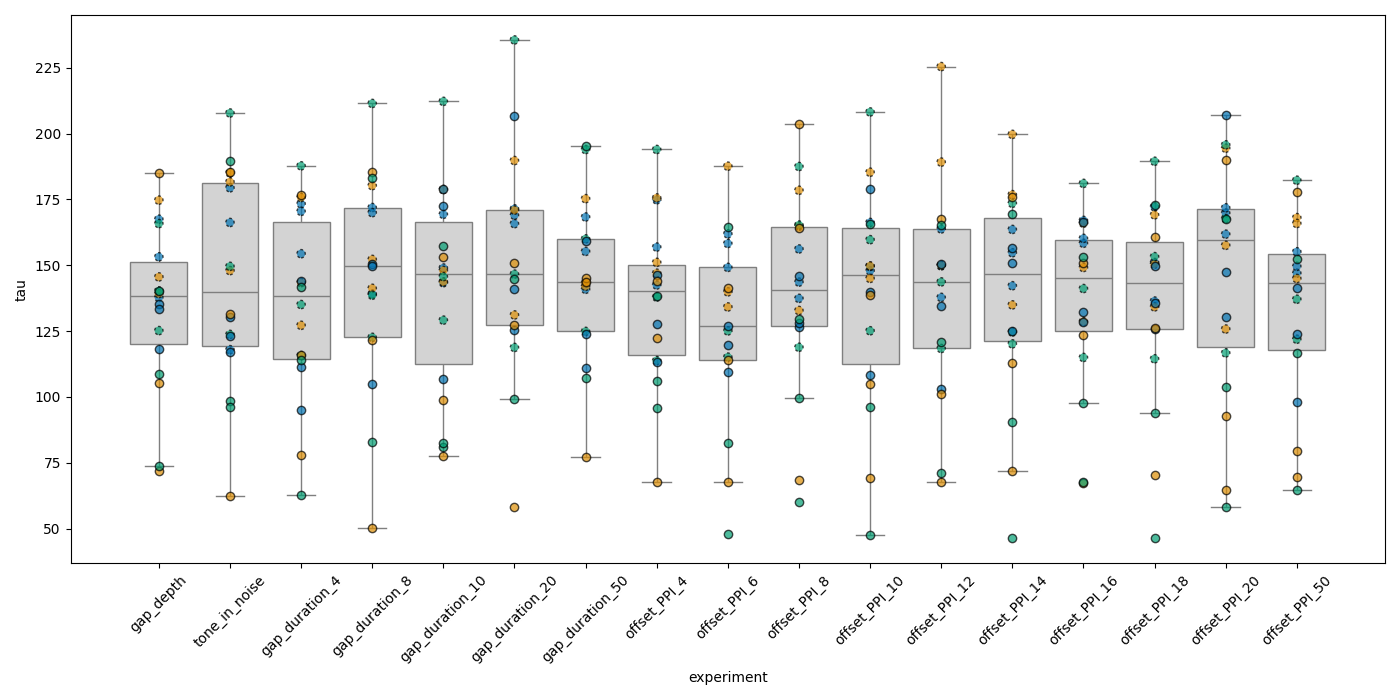 225
200
175
150
125
100
75
50
tau
gap_depth
tone_in_noise
gap_duration_4
gap_duration_8
gap_duration_10
gap_duration_20
gap_duration_50
offset_PPI_4
offset_PPI_6
offset_PPI_8
offset_PPI_10
offset_PPI_12
offset_PPI_14
offset_PPI_16
offset_PPI_18
offset_PPI_20
offset_PPI_50
experiment